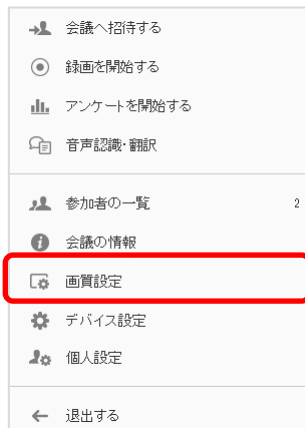 会議へ招待する
録画を開始する
アンケートを開始する
音声認識・翻訳
参加者の一覧 2
会議の情報
画質設定
デバイス設定
個人設定
退出する